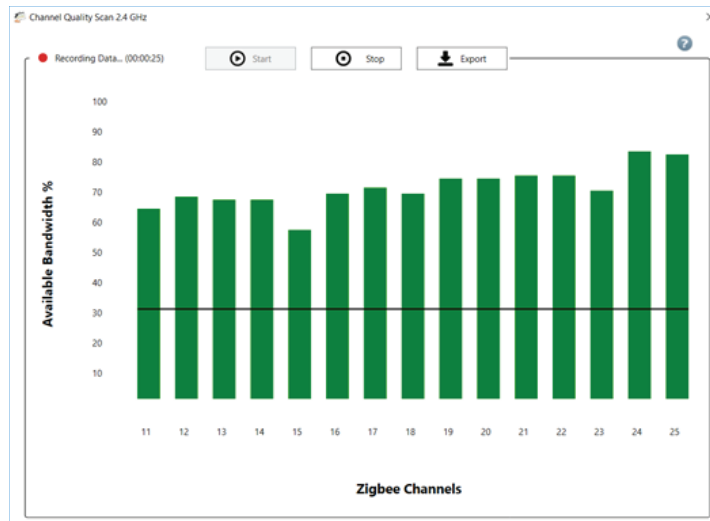 Channel Quality Scan 2.4 GHz
Recording Data... (00:00:25)
Start
Stop
Export
?
Available Bandwidth %
100
90
80
70
60
50
40
30
20
10
11 12 13 14 15 16 17 18 19 20 21 22 23 24 25
Zigbee Channels